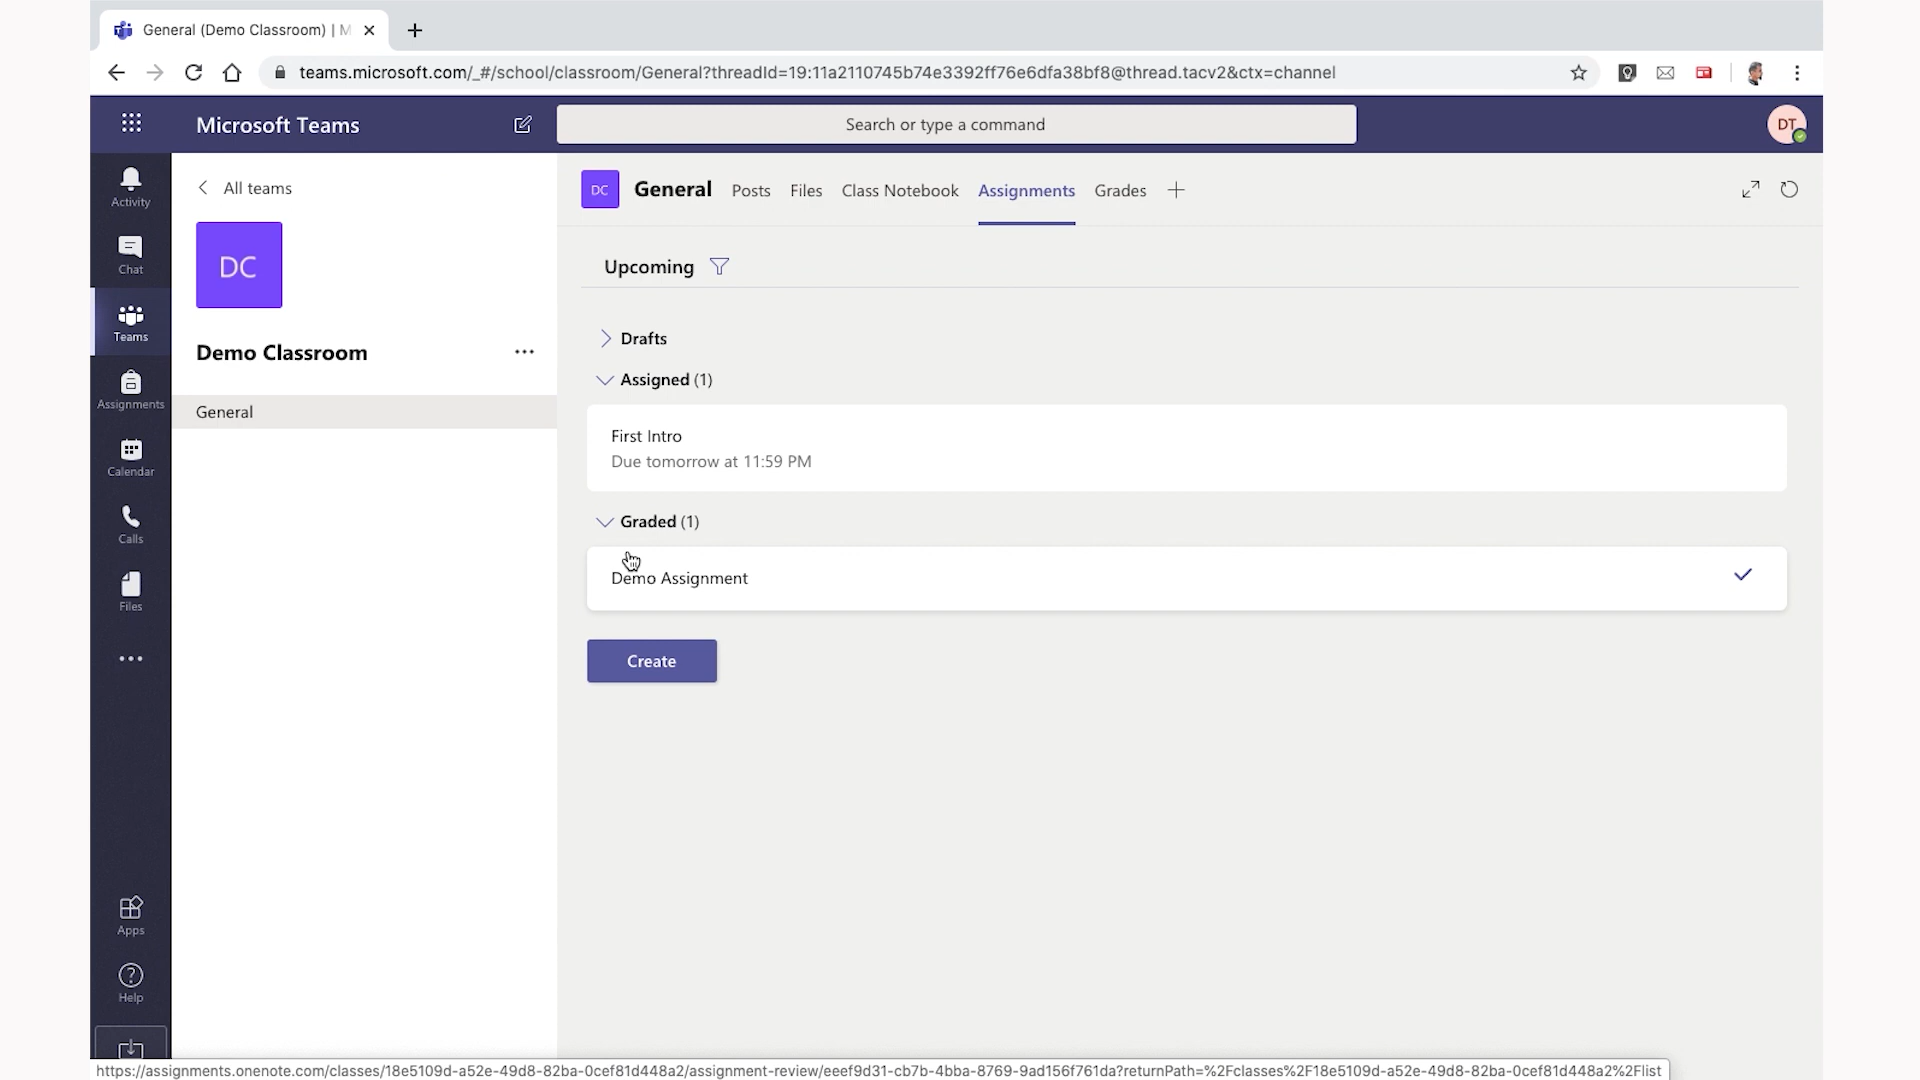 General (Demo Classroom) | M
teams.microsoft.com/_#/school/classroom/General?threadId=19:11a2110745b74e3392ff76e6dfa38bf8@thread.tacv2&ctx=channel
Microsoft Teams
Search or type a command
DT
Activity
Chat
Teams
Assignments
Calendar
Calls
Files
Apps
Help
All teams
DC
Demo Classroom
General
DC General Posts Files Class Notebook Assignments Grades
Upcoming
Drafts
Assigned (1)
First Intro
Due tomorrow at 11:59 PM
Graded (1)
Demo Assignment
Create
https://assignments.onenote.com/classes/18e5109d-a52e-49d8-82ba-0cef81d448a2/assignment-review/eeef9d31-cb7b-4bba-8769-9ad156f761da?returnPath=%2Fclasses%2F18e5109d-a52e-49d8-82ba-0cef81d448a2%2Flist